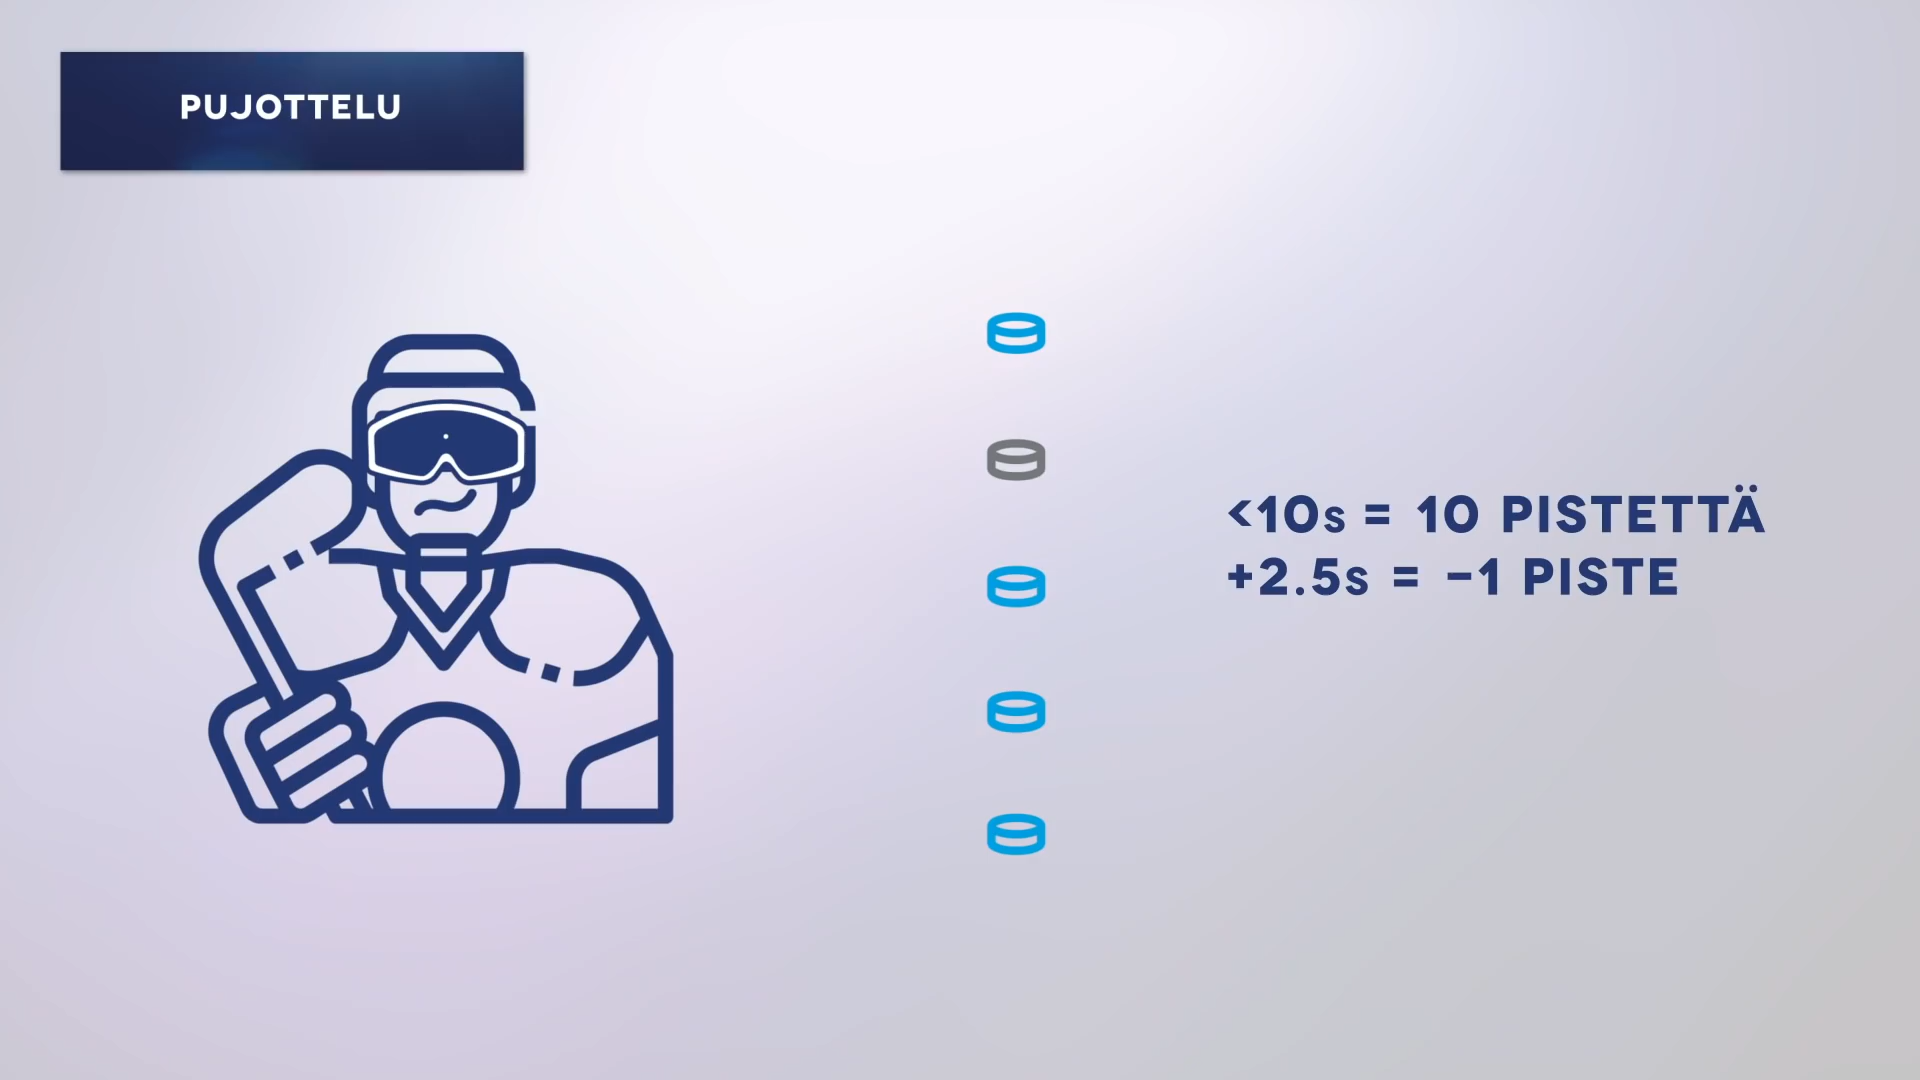 PUJOTTELU
<10s = 10 PISTETTÄ
+2.5s = -1 PISTE